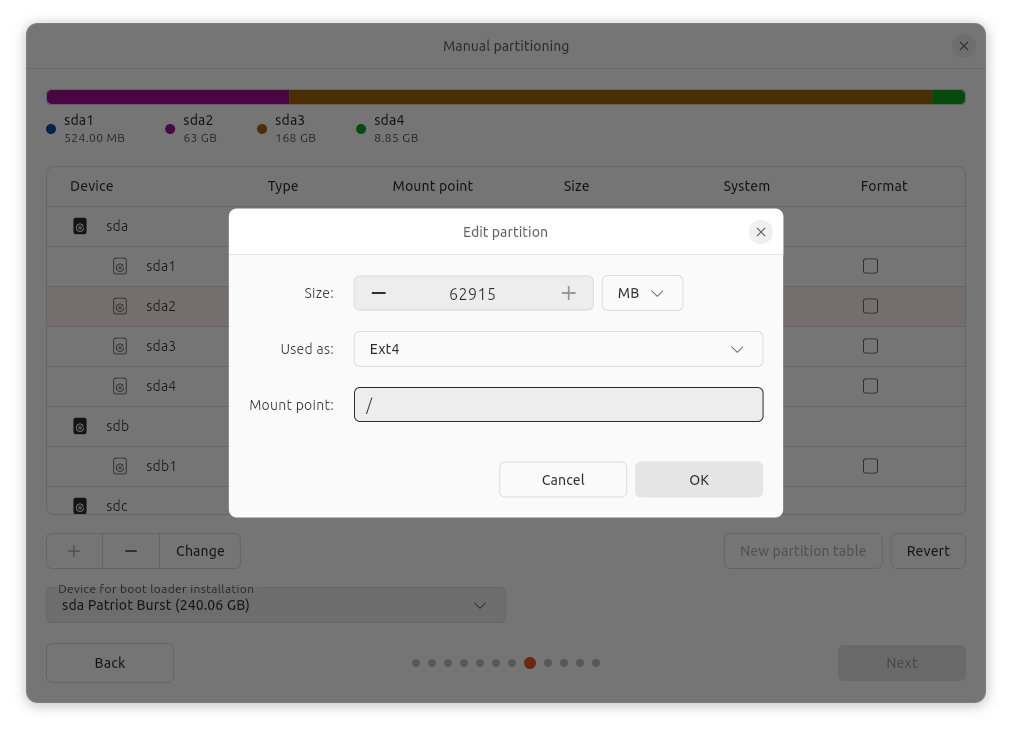 Manual partitioning
sda1
524.00 MB
sda2
63 GB
sda3
168 GB
sda4
8.85 GB
Device Type Mount point Size System Format
sda
sda1
sda2
sda3
sda4
sdb
sdb1
sdc
Edit partition
Size: 62915 MB
Used as: Ext4
Mount point: /
Cancel OK
Change New partition table Revert
Device for boot loader installation
sda Patriot Burst (240.06 GB)
Back Next